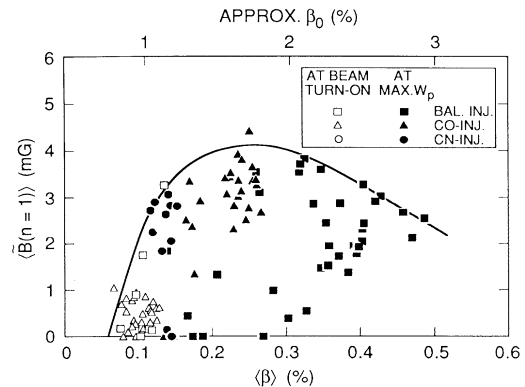 APPROX. β₀ (%)
1 2 3
6
5
4
3
2
1
0
⟨B̃(n = 1)⟩ (mG)
AT BEAM TURN-ON
AT MAX.Wₚ
BAL. INJ.
CO-INJ.
CN-INJ.
0 0.1 0.2 0.3 0.4 0.5 0.6
⟨β⟩ (%)